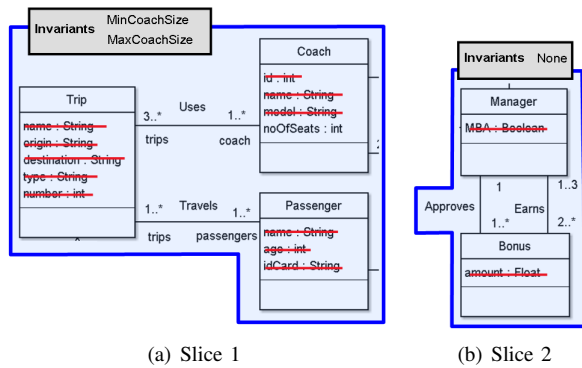 Invariants MinCoachSize
MaxCoachSize
Coach
id : int
name : String
model : String
noOfSeats : int
Trip
name : String
origin : String
destination : String
type : String
number : int
3..* Uses 1..*
trips coach
1..* Travels 1..*
trips passengers
Passenger
name : String
age : int
idCard : String
(a) Slice 1
Invariants None
Manager
MBA : Boolean
1 1..3
Approves Earns
1..* 2..*
Bonus
amount : Float
(b) Slice 2